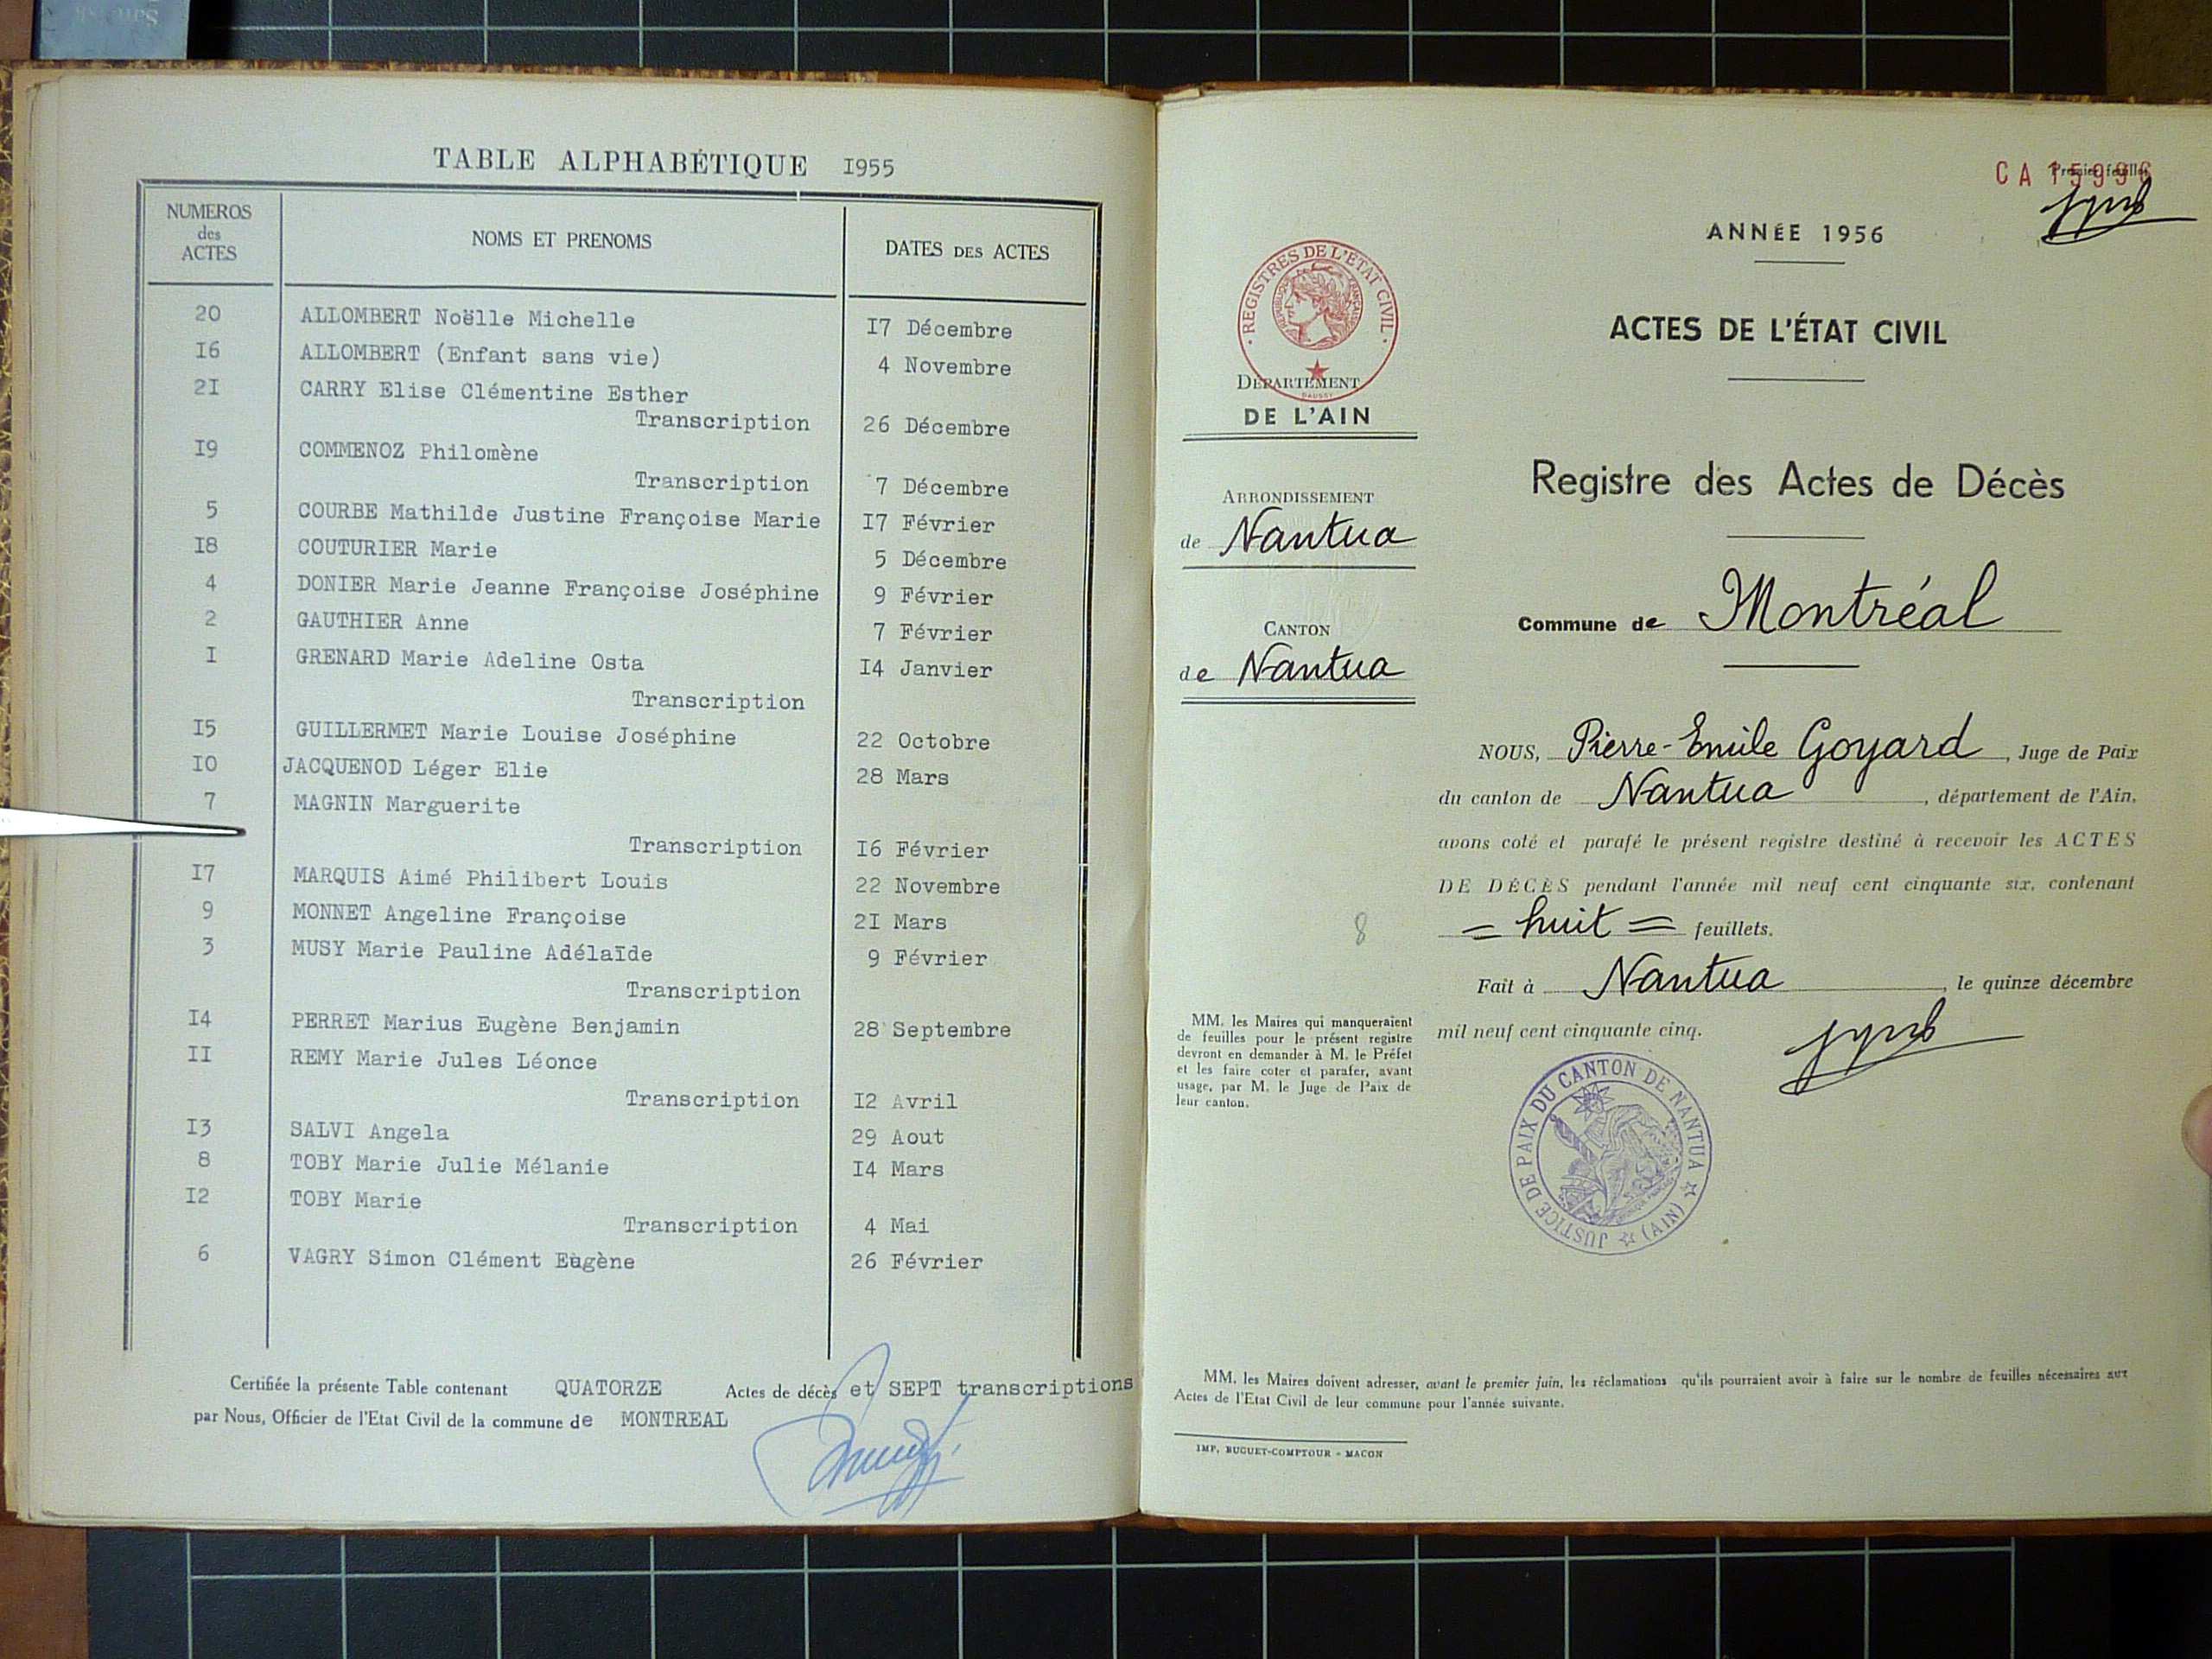 TABLE ALPHABÉTIQUE 1955
NUMEROS
des
ACTES
NOMS ET PRENOMS
DATES DES ACTES
20 ALLOMBERT Noëlle Michelle 17 Décembre
16 ALLOMBERT (Enfant sans vie) 4 Novembre
21 CARRY Elise Clémentine Esther
Transcription 26 Décembre
19 COMMENOZ Philomène
Transcription 7 Décembre
5 COURBE Mathilde Justine Françoise Marie 17 Février
18 COUTURIER Marie 5 Décembre
4 DONIER Marie Jeanne Françoise Joséphine 9 Février
2 GAUTHIER Anne 7 Février
I GRENARD Marie Adeline Osta 14 Janvier
Transcription
15 GUILLERMET Marie Louise Joséphine 22 Octobre
10 JACQUENOD Léger Elie 28 Mars
7 MAGNIN Marguerite
Transcription 16 Février
17 MARQUIS Aimé Philibert Louis 22 Novembre
9 MONNET Angeline Françoise 21 Mars
3 MUSY Marie Pauline Adélaïde 9 Février
Transcription
14 PERRET Marius Eugène Benjamin 28 Septembre
II REMY Marie Jules Léonce
Transcription 12 Avril
13 SALVI Angela 29 Aout
8 TOBY Marie Julie Mélanie 14 Mars
12 TOBY Marie
Transcription 4 Mai
6 VAGRY Simon Clément Eugène 26 Février
Certifiée la présente Table contenant QUATORZE Actes de décès et SEPT transcriptions
par Nous, Officier de l'Etat Civil de la commune de MONTREAL
CA 15996
Premier feuillet
ANNÉE 1956
REGISTRES DE L'ÉTAT CIVIL
RÉPUBLIQUE FRANÇAISE
DAUSSY
ACTES DE L'ÉTAT CIVIL
DÉPARTEMENT
DE L'AIN
Registre des Actes de Décès
ARRONDISSEMENT
de Nantua
Commune de Montréal
CANTON
de Nantua
NOUS, Pierre-Emile Goyard, Juge de Paix
du canton de Nantua, département de l'Ain,
avons coté et parafé le présent registre destiné à recevoir les ACTES
DE DÉCÈS pendant l'année mil neuf cent cinquante six, contenant
8
= huit = feuillets.
Fait à Nantua, le quinze décembre
mil neuf cent cinquante cinq.
MM. les Maires qui manqueraient
de feuilles pour le présent registre
devront en demander à M. le Préfet
et les faire coter et parafer, avant
usage, par M. le Juge de Paix de
leur canton.
JUSTICE DE PAIX DU CANTON DE NANTUA (AIN)
MM. les Maires doivent adresser, avant le premier juin, les réclamations qu'ils pourraient avoir à faire sur le nombre de feuilles nécessaires aux
Actes de l'Etat Civil de leur commune pour l'année suivante.
IMP. BUGUET-COMPTOUR - MACON